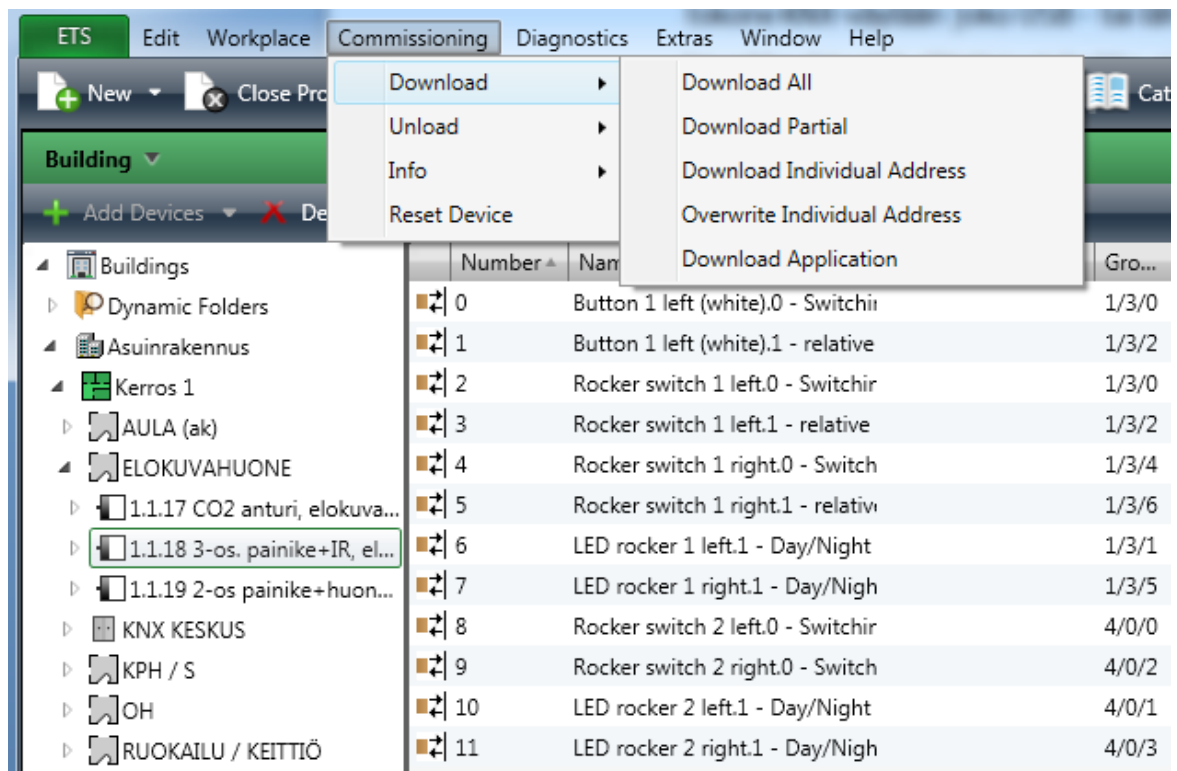 ETS Edit Workplace Commissioning Diagnostics Extras Window Help
New Close Pro Cat
Download
Unload
Info
Reset Device
Download All
Download Partial
Download Individual Address
Overwrite Individual Address
Download Application
Building
Add Devices De
Buildings
Dynamic Folders
Asuinrakennus
Kerros 1
AULA (ak)
ELOKUVAHUONE
1.1.17 CO2 anturi, elokuva...
1.1.18 3-os. painike+IR, el...
1.1.19 2-os painike+huon...
KNX KESKUS
KPH / S
OH
RUOKAILU / KEITTIÖ
Number Nam Gro...
0 Button 1 left (white).0 - Switchin 1/3/0
1 Button 1 left (white).1 - relative 1/3/2
2 Rocker switch 1 left.0 - Switchir 1/3/0
3 Rocker switch 1 left.1 - relative 1/3/2
4 Rocker switch 1 right.0 - Switch 1/3/4
5 Rocker switch 1 right.1 - relativ 1/3/6
6 LED rocker 1 left.1 - Day/Night 1/3/1
7 LED rocker 1 right.1 - Day/Nigh 1/3/5
8 Rocker switch 2 left.0 - Switchir 4/0/0
9 Rocker switch 2 right.0 - Switch 4/0/2
10 LED rocker 2 left.1 - Day/Night 4/0/1
11 LED rocker 2 right.1 - Day/Nigh 4/0/3